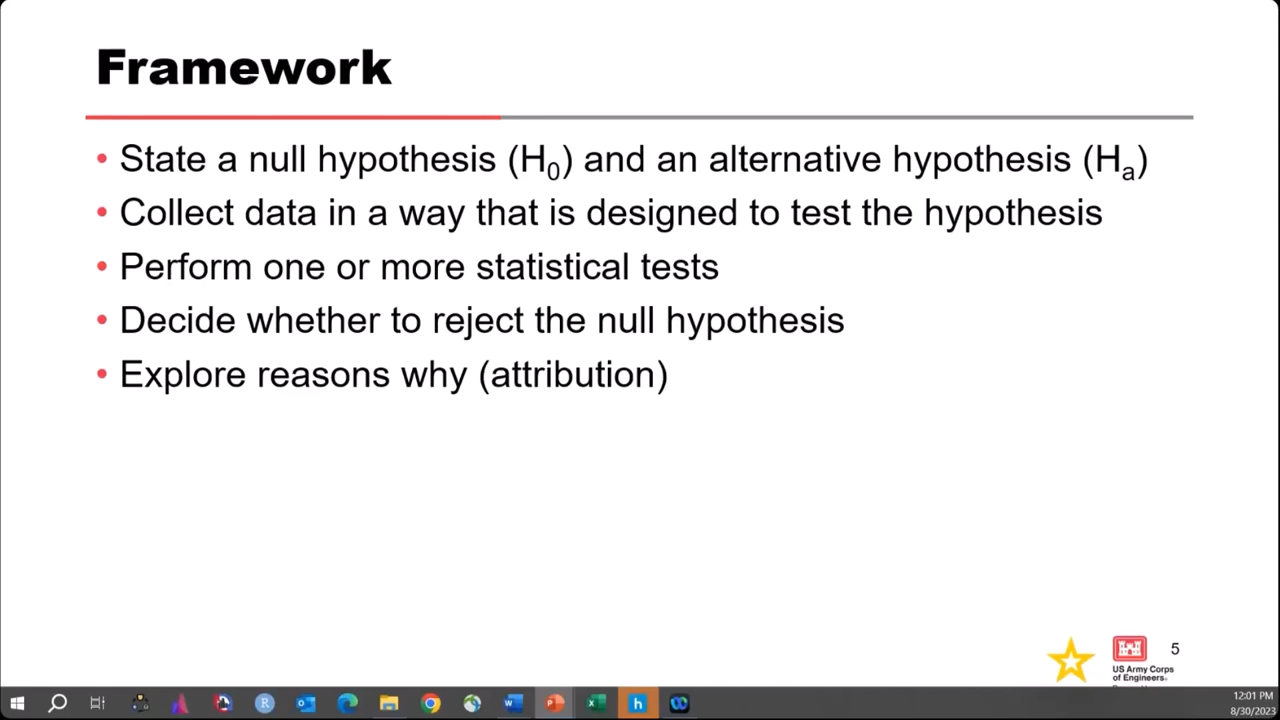 Framework
• State a null hypothesis (H0) and an alternative hypothesis (Ha)
• Collect data in a way that is designed to test the hypothesis
• Perform one or more statistical tests
• Decide whether to reject the null hypothesis
• Explore reasons why (attribution)
5
US Army Corps
of Engineers®
12:01 PM
8/30/2023